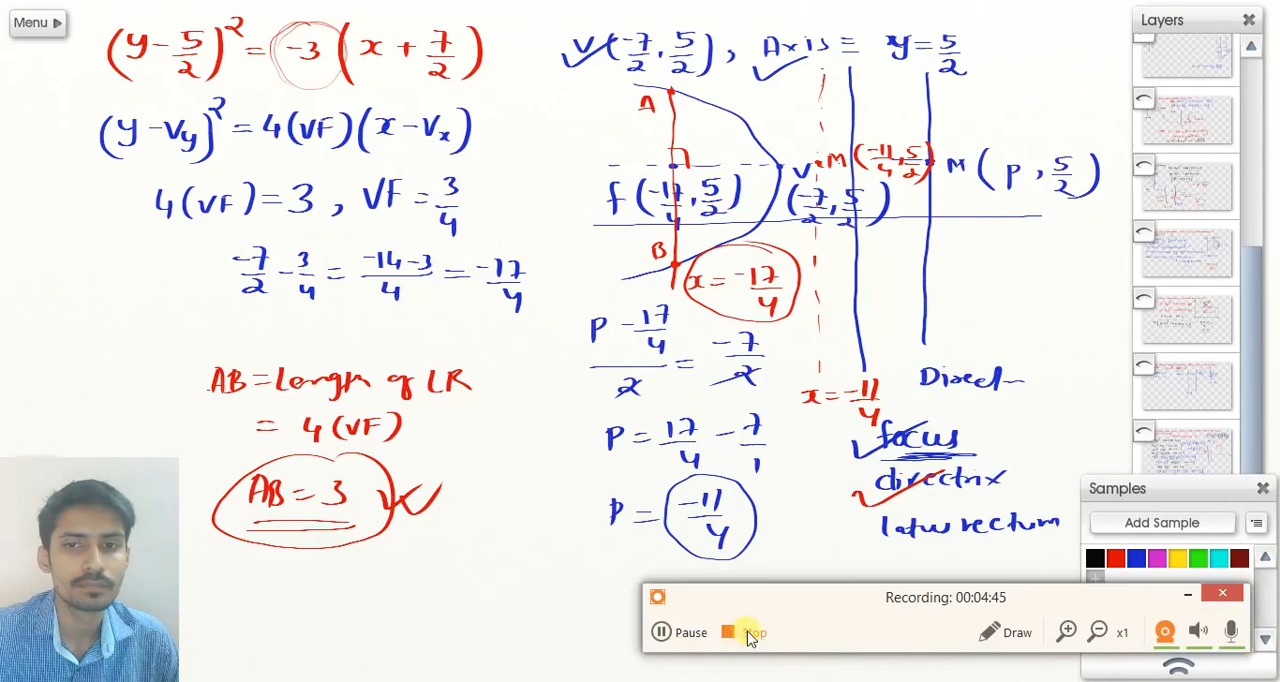 Menu
(y-5/2)² = -3 (x + 7/2)
(y-Vy)² = 4(VF)(x-Vx)
4(VF) = 3 , VF = 3/4
-7/2 - 3/4 = -14-3/4 = -17/4
AB = Length of LR
= 4(VF)
AB = 3
V(-7/2, 5/2), Axis ≡ y = 5/2
A
V
M (-11/4, 5/2)
M (P, 5/2)
f(-17/4, 5/2)
(-7/2, 5/2)
B
x = -17/4
P - 17/4 / 2 = -7/2
x = -11/4
P = 17/4 - 7/1
P = -11/4
focus
directrix
latus rectum
Layers
Samples
Add Sample
Recording: 00:04:45
Pause
Stop
Draw
x1